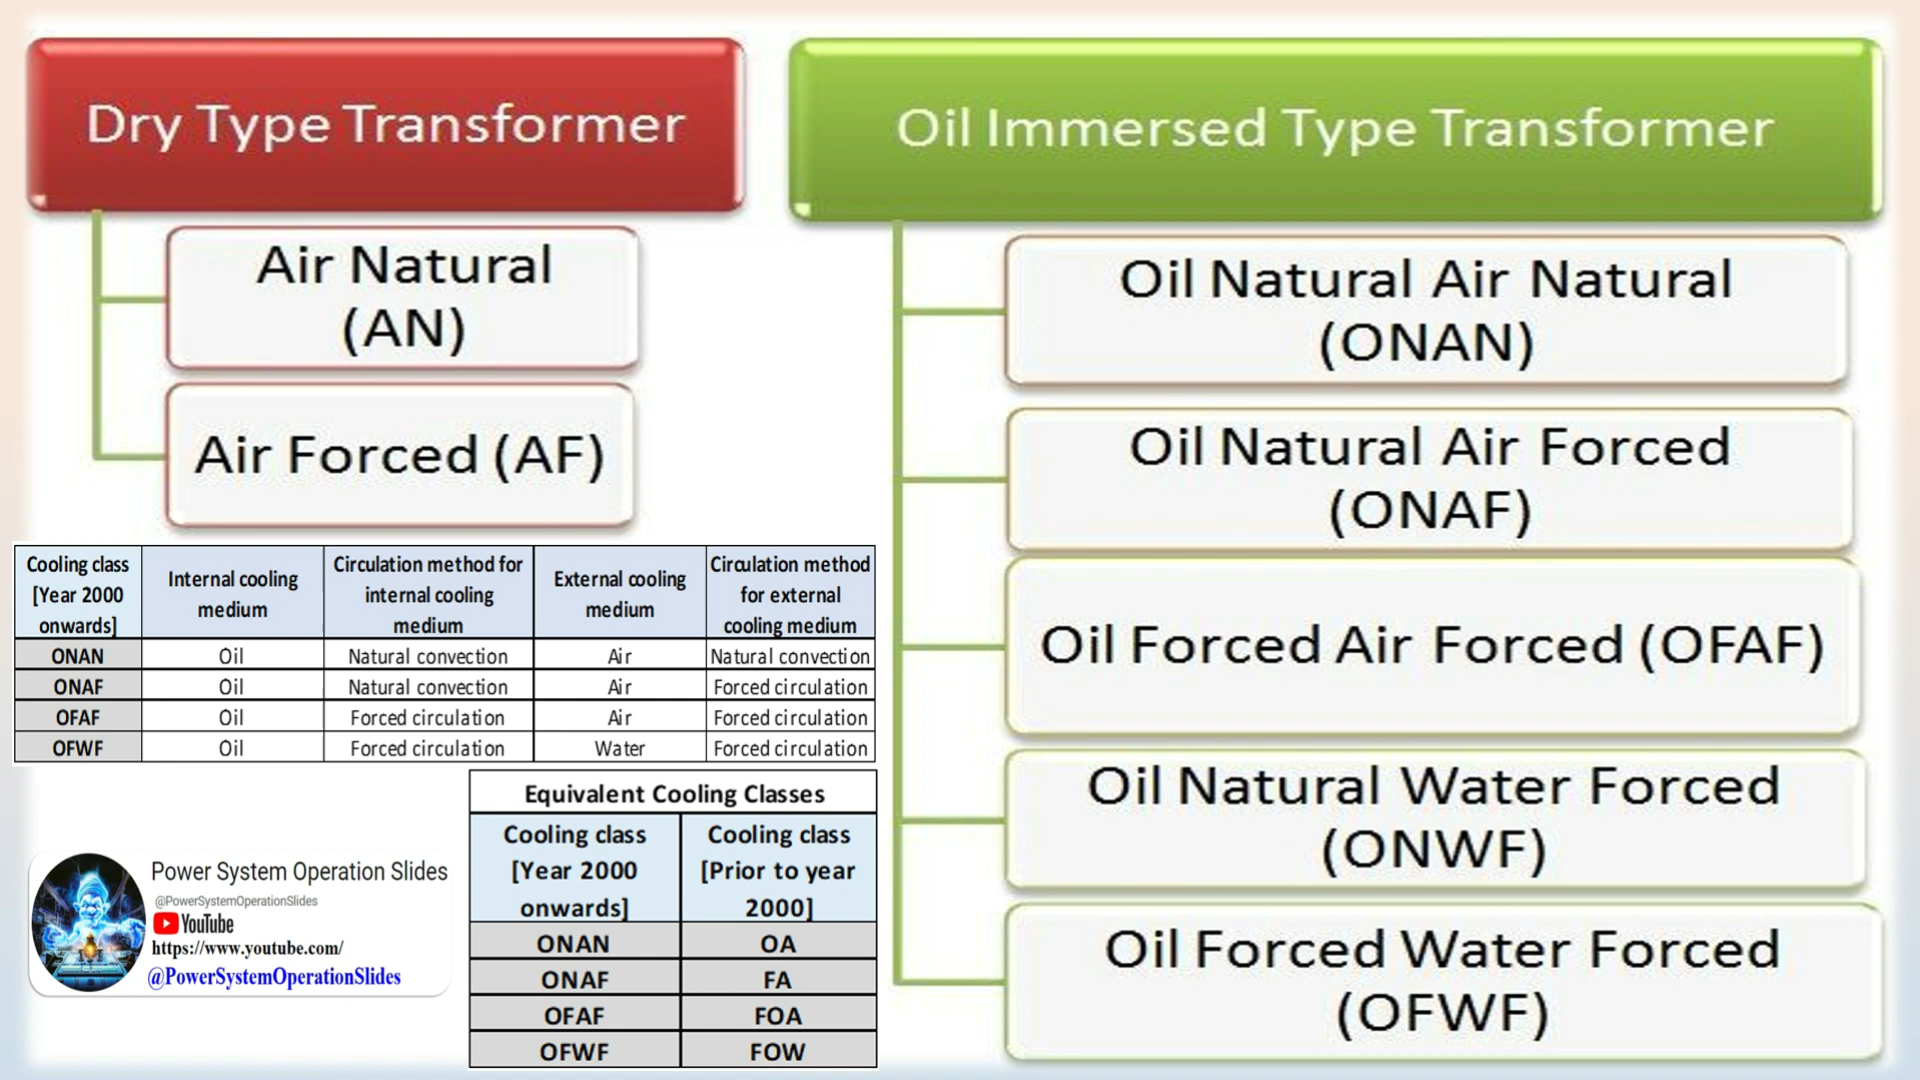 Dry Type Transformer
Air Natural
(AN)
Air Forced (AF)
Oil Immersed Type Transformer
Oil Natural Air Natural
(ONAN)
Oil Natural Air Forced
(ONAF)
Oil Forced Air Forced (OFAF)
Oil Natural Water Forced
(ONWF)
Oil Forced Water Forced
(OFWF)
Cooling class
[Year 2000
onwards]
Internal cooling
medium
Circulation method for
internal cooling
medium
External cooling
medium
Circulation method
for external
cooling medium
ONAN Oil Natural convection Air Natural convection
ONAF Oil Natural convection Air Forced circulation
OFAF Oil Forced circulation Air Forced circulation
OFWF Oil Forced circulation Water Forced circulation
Equivalent Cooling Classes
Cooling class
[Year 2000
onwards]
Cooling class
[Prior to year
2000]
ONAN OA
ONAF FA
OFAF FOA
OFWF FOW
Power System Operation Slides
@PowerSystemOperationSlides
YouTube
https://www.youtube.com/
@PowerSystemOperationSlides